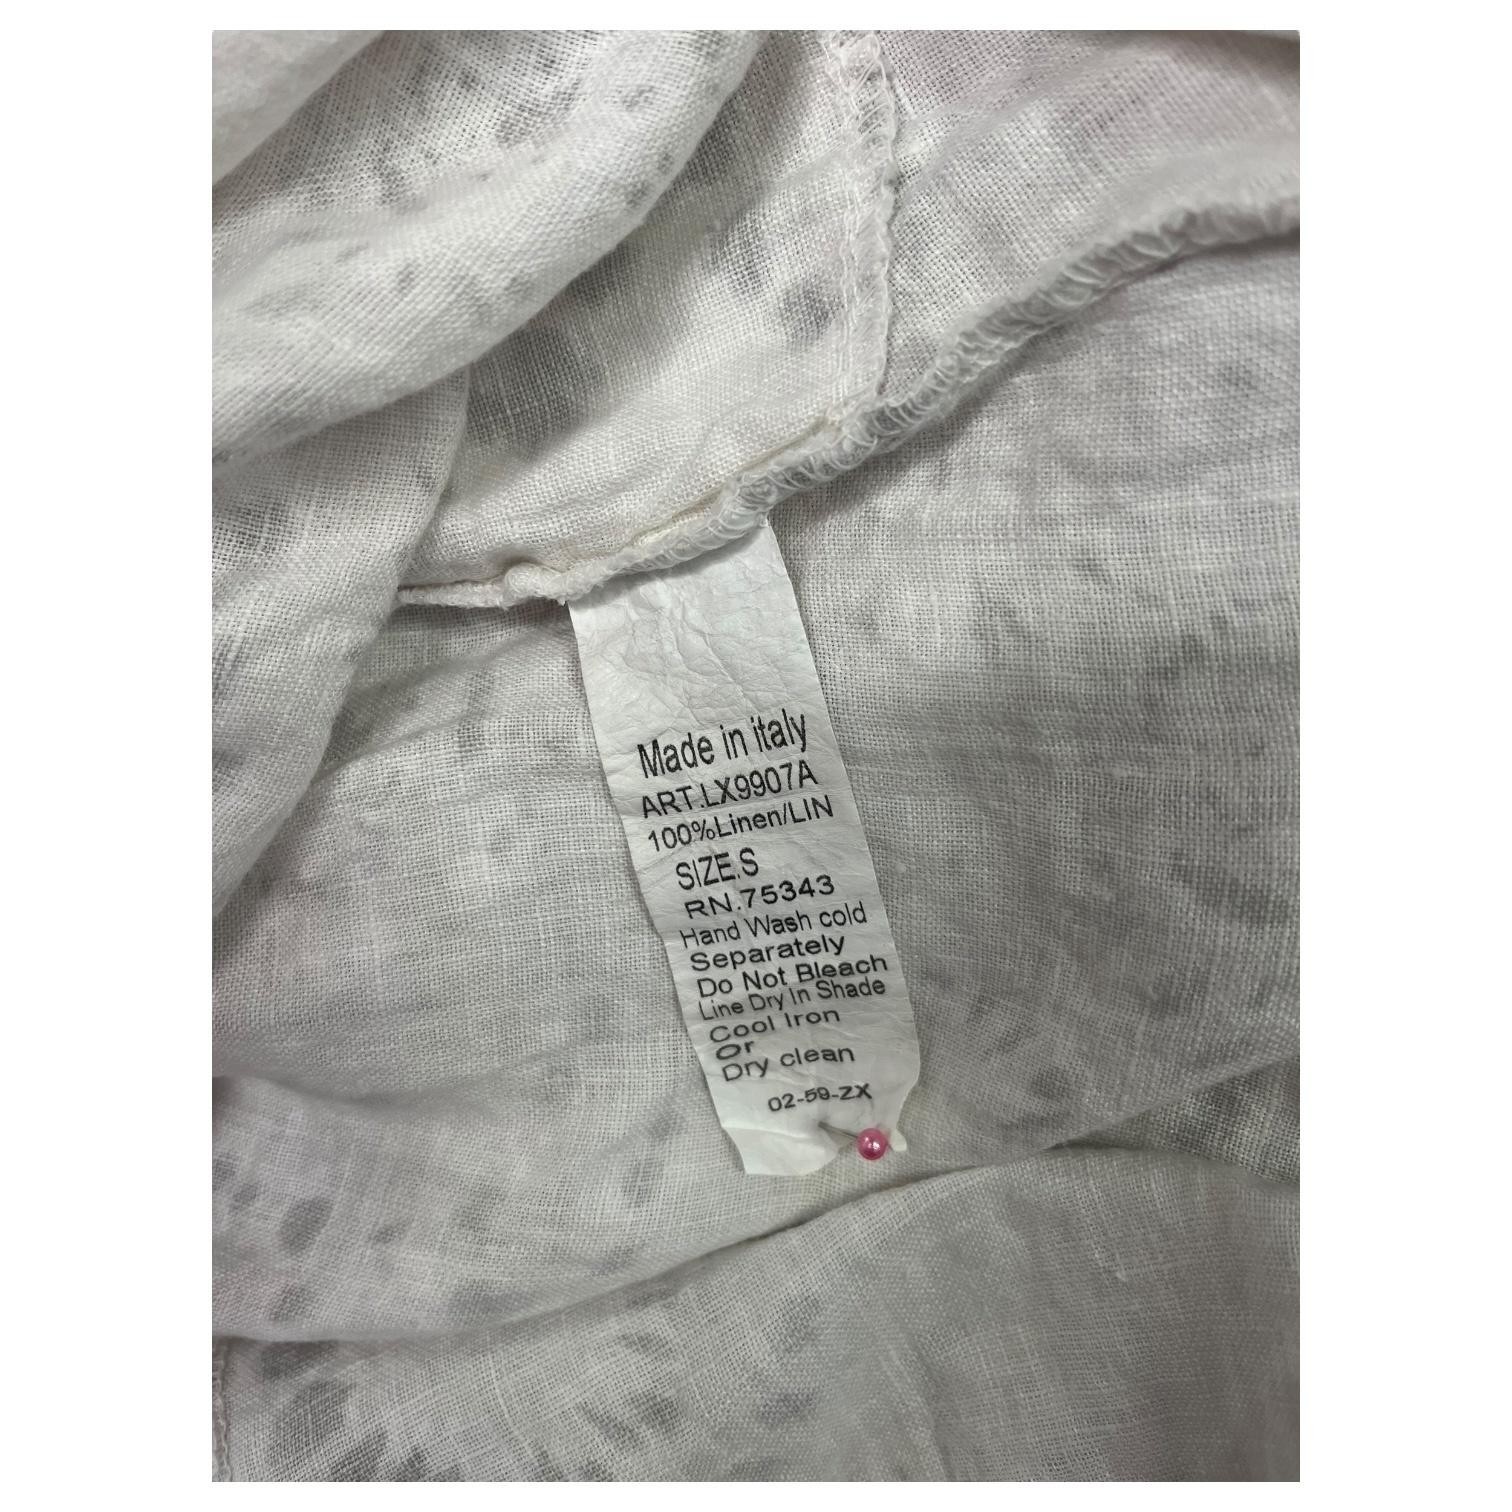 Made in italy
ART.LX9907A
100%Linen/LIN
SIZE.S
RN.75343
Hand Wash cold
Separately
Do Not Bleach
Line Dry In Shade
Cool Iron
Or
Dry clean
02-59-ZX